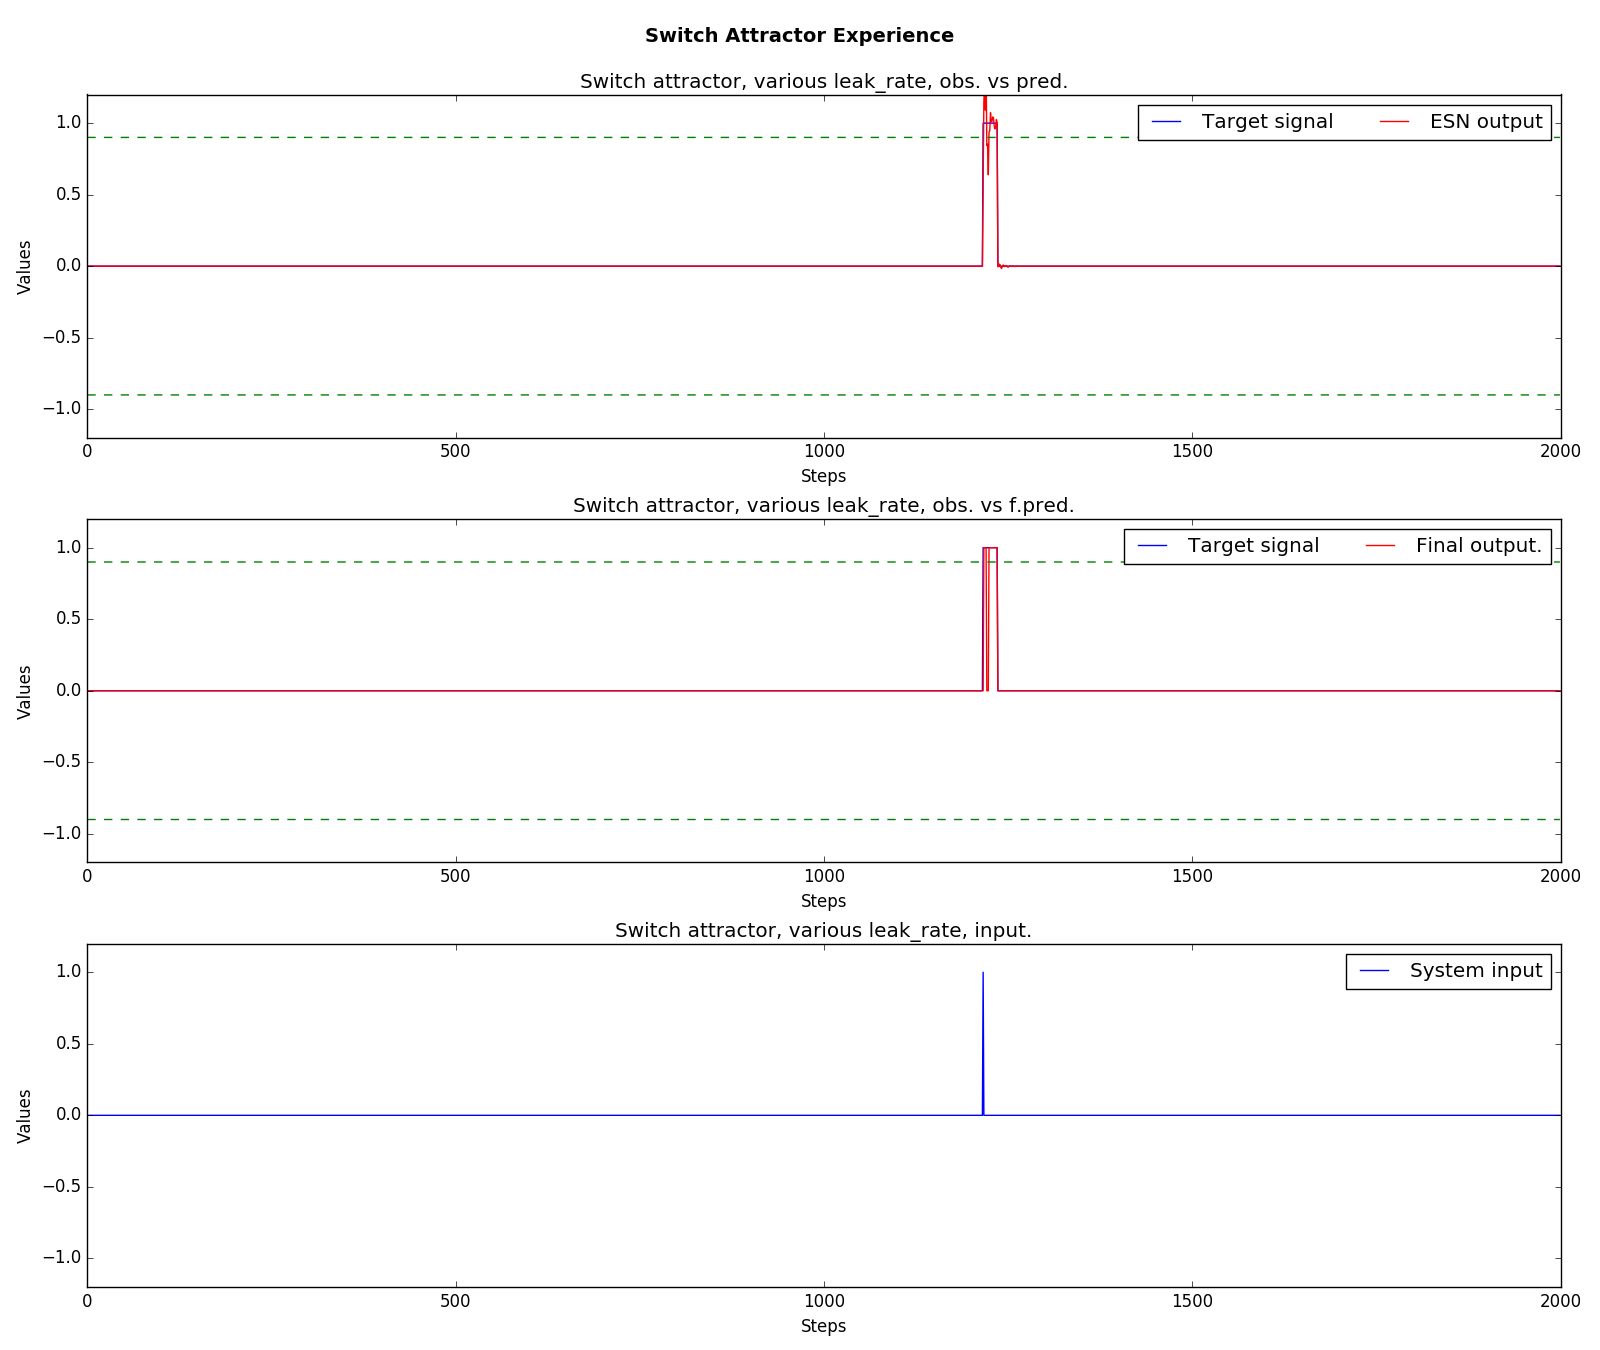 Switch Attractor Experience
Switch attractor, various leak_rate, obs. vs pred.
Target signal ESN output
1.0
0.5
0.0
−0.5
−1.0
Values
0 500 1000 1500 2000
Steps
Switch attractor, various leak_rate, obs. vs f.pred.
Target signal Final output.
1.0
0.5
0.0
−0.5
−1.0
Values
0 500 1000 1500 2000
Steps
Switch attractor, various leak_rate, input.
System input
1.0
0.5
0.0
−0.5
−1.0
Values
0 500 1000 1500 2000
Steps